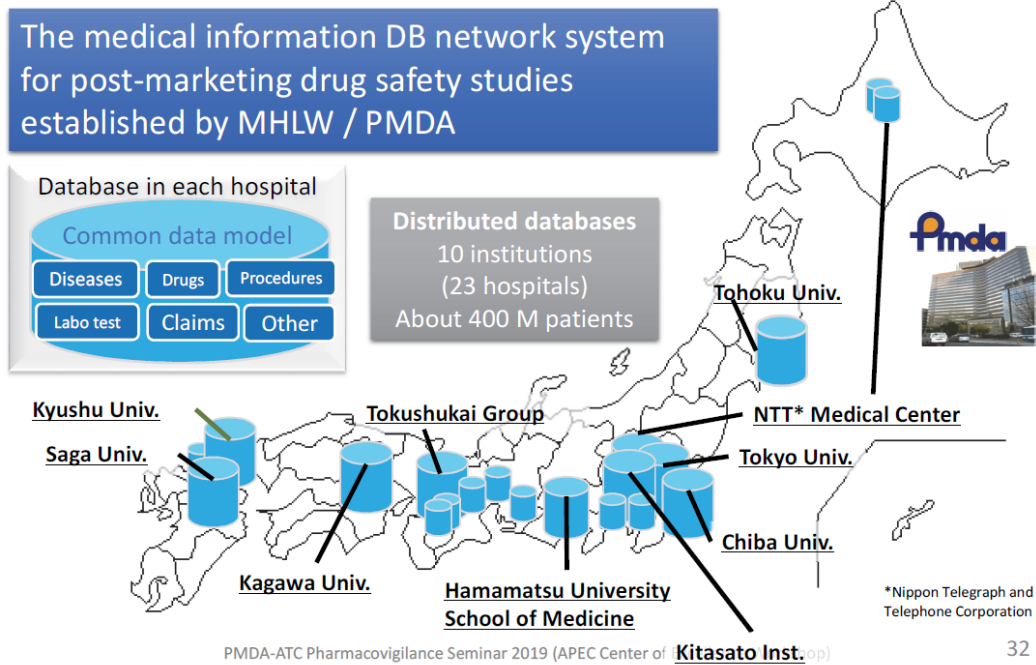 The medical information DB network system
for post-marketing drug safety studies
established by MHLW / PMDA
Database in each hospital
Common data model
Diseases
Drugs
Procedures
Labo test
Claims
Other
Distributed databases
10 institutions
(23 hospitals)
About 400 M patients
Pmda
Tohoku Univ.
Kyushu Univ.
Tokushukai Group
NTT* Medical Center
Saga Univ.
Tokyo Univ.
Chiba Univ.
Kagawa Univ.
Hamamatsu University
School of Medicine
*Nippon Telegraph and
Telephone Corporation
Kitasato Inst.
PMDA-ATC Pharmacovigilance Seminar 2019 (APEC Center of
32